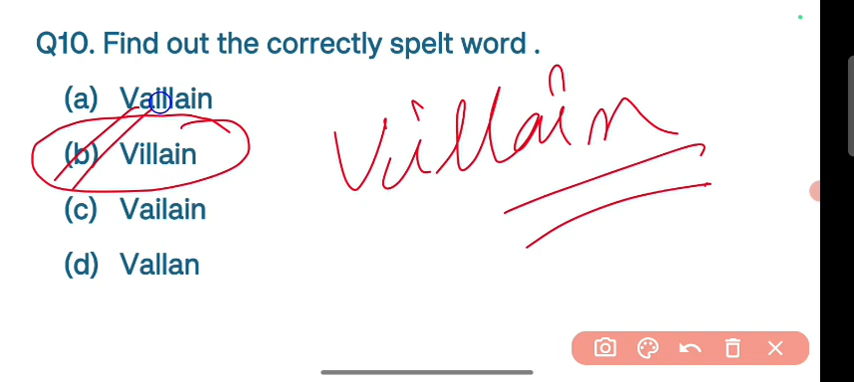 Q10. Find out the correctly spelt word .
(a) Vaillain
(b) Villain
(c) Vailain
(d) Vallan
Villain